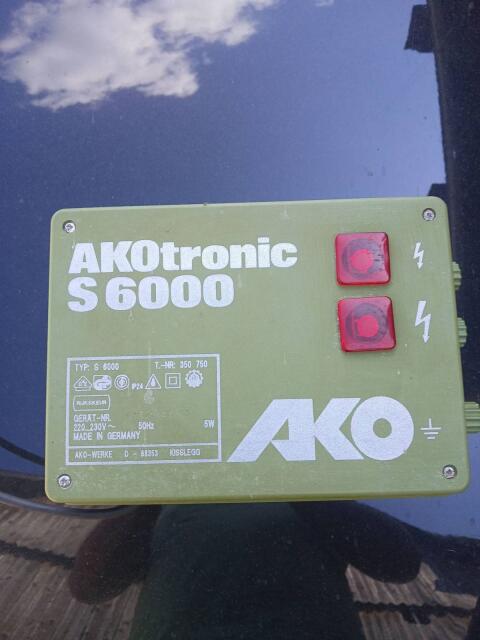 AKOtronic
S 6000
TYP: S 6000 T.-NR: 350 750
IP24
GERÄT-NR.
220..230V~ 50Hz 5W
MADE IN GERMANY
AKO-WERKE D - 88353 KISSLEGG
AKO